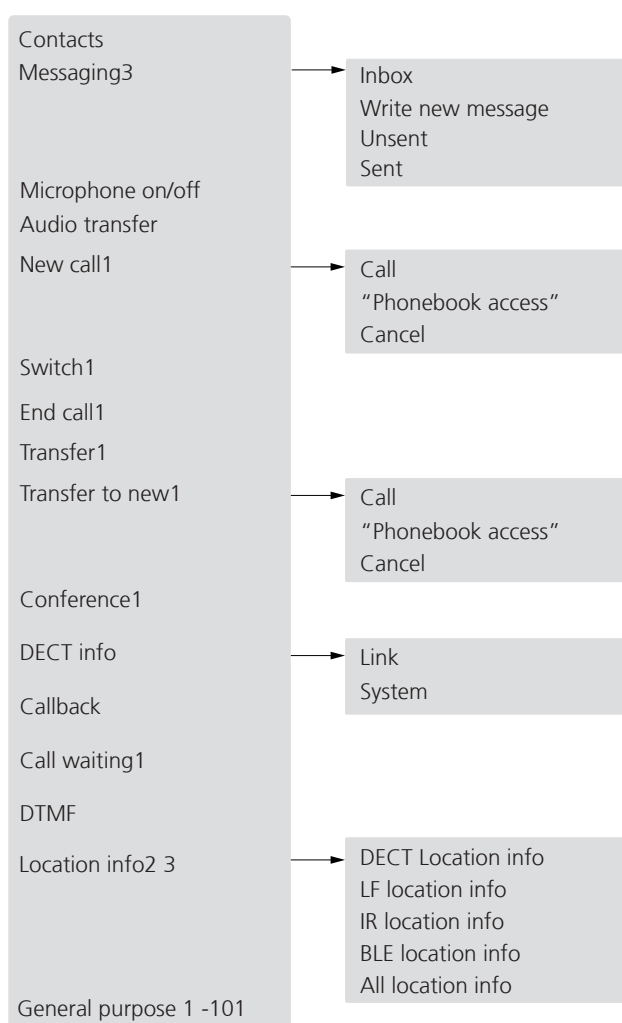 Contacts
Messaging3
Inbox
Write new message
Unsent
Sent
Microphone on/off
Audio transfer
New call1
Call
“Phonebook access”
Cancel
Switch1
End call1
Transfer1
Transfer to new1
Call
“Phonebook access”
Cancel
Conference1
DECT info
Link
System
Callback
Call waiting1
DTMF
Location info2 3
DECT Location info
LF location info
IR location info
BLE location info
All location info
General purpose 1 -101